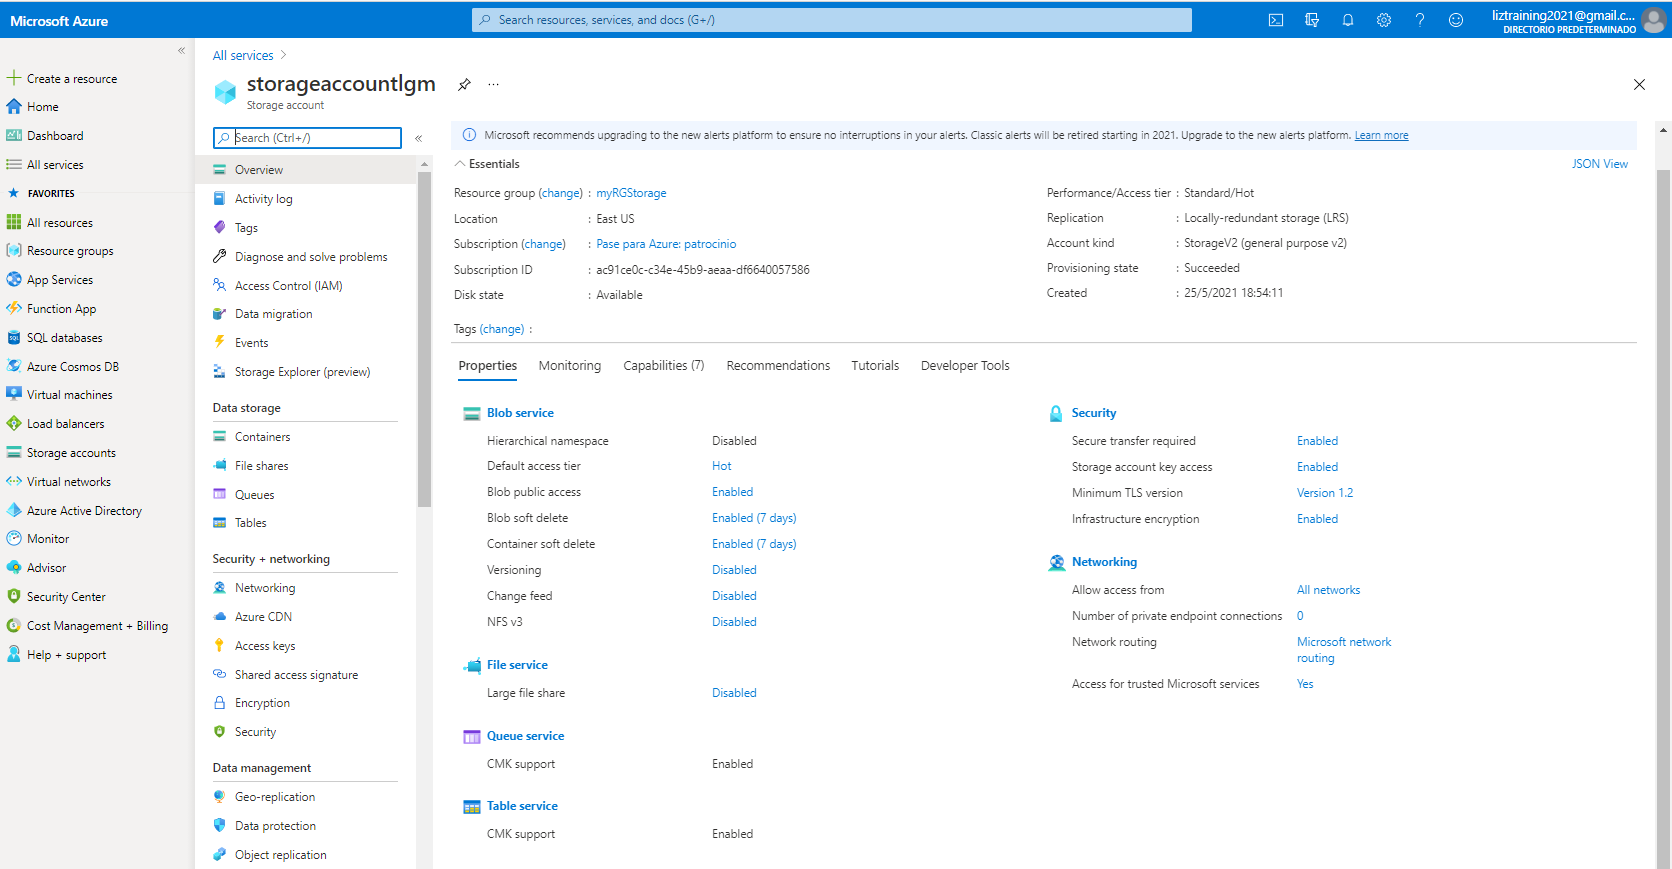 Microsoft Azure
Search resources, services, and docs (G+/)
liztraining2021@gmail.c...
DIRECTORIO PREDETERMINADO
Create a resource
Home
Dashboard
All services
FAVORITES
All resources
Resource groups
App Services
Function App
SQL databases
Azure Cosmos DB
Virtual machines
Load balancers
Storage accounts
Virtual networks
Azure Active Directory
Monitor
Advisor
Security Center
Cost Management + Billing
Help + support
All services
storageaccountlgm
Storage account
Search (Ctrl+/)
Overview
Activity log
Tags
Diagnose and solve problems
Access Control (IAM)
Data migration
Events
Storage Explorer (preview)
Data storage
Containers
File shares
Queues
Tables
Security + networking
Networking
Azure CDN
Access keys
Shared access signature
Encryption
Security
Data management
Geo-replication
Data protection
Object replication
Microsoft recommends upgrading to the new alerts platform to ensure no interruptions in your alerts. Classic alerts will be retired starting in 2021. Upgrade to the new alerts platform. Learn more
Essentials
JSON View
Resource group (change) : myRGStorage
Location : East US
Subscription (change) : Pase para Azure: patrocinio
Subscription ID : ac91ce0c-c34e-45b9-aeaa-df6640057586
Disk state : Available
Performance/Access tier : Standard/Hot
Replication : Locally-redundant storage (LRS)
Account kind : StorageV2 (general purpose v2)
Provisioning state : Succeeded
Created : 25/5/2021 18:54:11
Tags (change) :
Properties Monitoring Capabilities (7) Recommendations Tutorials Developer Tools
Blob service
Hierarchical namespace Disabled
Default access tier Hot
Blob public access Enabled
Blob soft delete Enabled (7 days)
Container soft delete Enabled (7 days)
Versioning Disabled
Change feed Disabled
NFS v3 Disabled
File service
Large file share Disabled
Queue service
CMK support Enabled
Table service
CMK support Enabled
Security
Secure transfer required Enabled
Storage account key access Enabled
Minimum TLS version Version 1.2
Infrastructure encryption Enabled
Networking
Allow access from All networks
Number of private endpoint connections 0
Network routing Microsoft network
routing
Access for trusted Microsoft services Yes